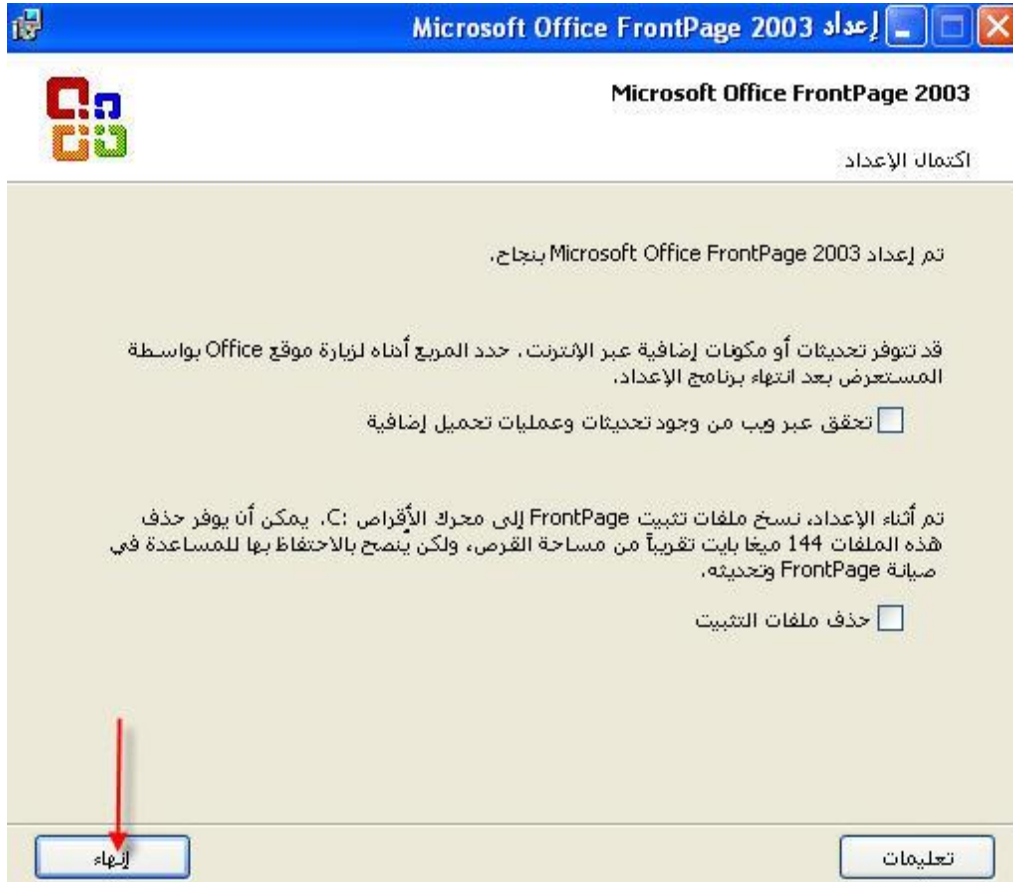 إعداد Microsoft Office FrontPage 2003
Microsoft Office FrontPage 2003
اكتمال الإعداد
تم إعداد Microsoft Office FrontPage 2003 بنجاح.
قد تتوفر تحديثات أو مكونات إضافية عبر الإنترنت. حدد المربع أدناه لزيارة موقع Office بواسطة
المستعرض بعد انتهاء برنامج الإعداد.
تحقق عبر ويب من وجود تحديثات وعمليات تحميل إضافية
تم أثناء الإعداد، نسخ ملفات تثبيت FrontPage إلى محرك الأقراص C:. يمكن أن يوفر حذف
هذه الملفات 144 ميغا بايت تقريباً من مساحة القرص، ولكن ينصح بالاحتفاظ بها للمساعدة في
صيانة FrontPage وتحديثه.
حذف ملفات التثبيت
تعليمات
إنهاء